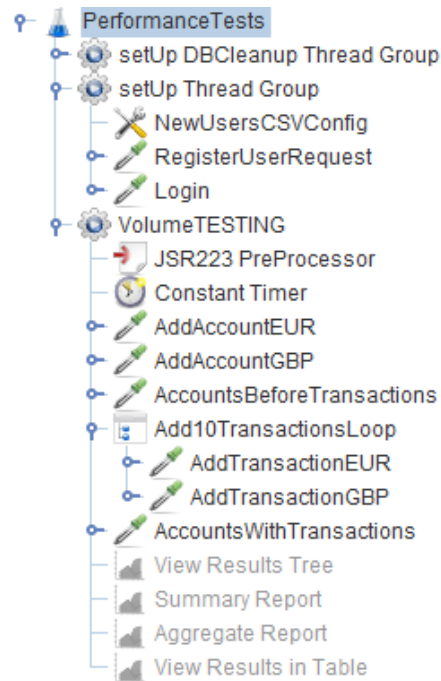 PerformanceTests
setUp DBCleanup Thread Group
setUp Thread Group
NewUsersCSVConfig
RegisterUserRequest
Login
VolumeTESTING
JSR223 PreProcessor
Constant Timer
AddAccountEUR
AddAccountGBP
AccountsBeforeTransactions
Add10TransactionsLoop
AddTransactionEUR
AddTransactionGBP
AccountsWithTransactions
View Results Tree
Summary Report
Aggregate Report
View Results in Table